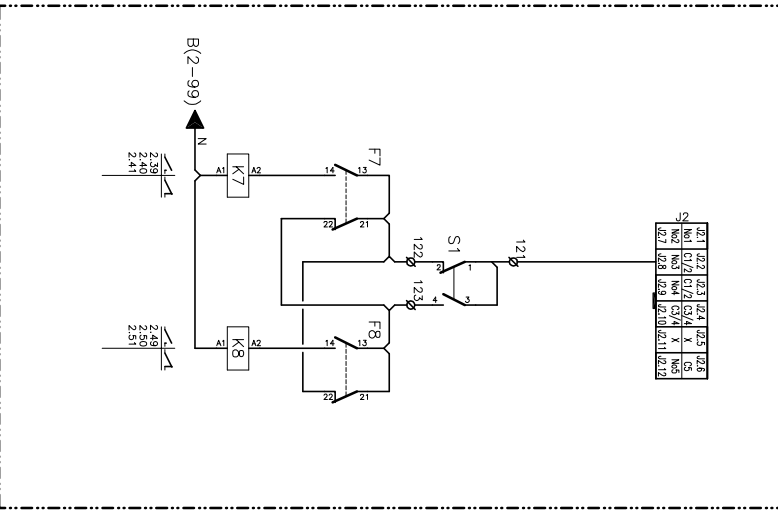 J2
J2.1 J2.2 J2.3 J2.4 J2.5 J2.6
No1 C1/2 C1/2 C3/4 X C5
No2 No3 No4 C3/4 X No5
J2.7 J2.8 J2.9 J2.10 J2.11 J2.12
121
S1
1 3
2 4
122 123
F7
13 21
14 22
F8
13 21
14 22
A2
K7
A1
A2
K8
A1
N
B(2-99)
2.39
2.40
2.41
2.49
2.50
2.51